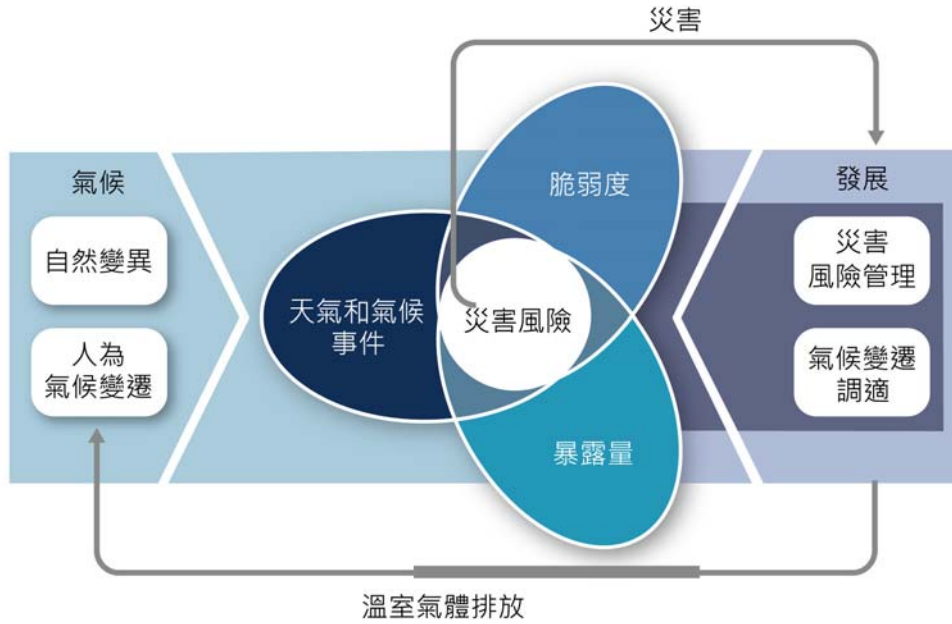 災害
氣候
自然變異
人為
氣候變遷
天氣和氣候
事件
脆弱度
災害風險
暴露量
發展
災害
風險管理
氣候變遷
調適
溫室氣體排放